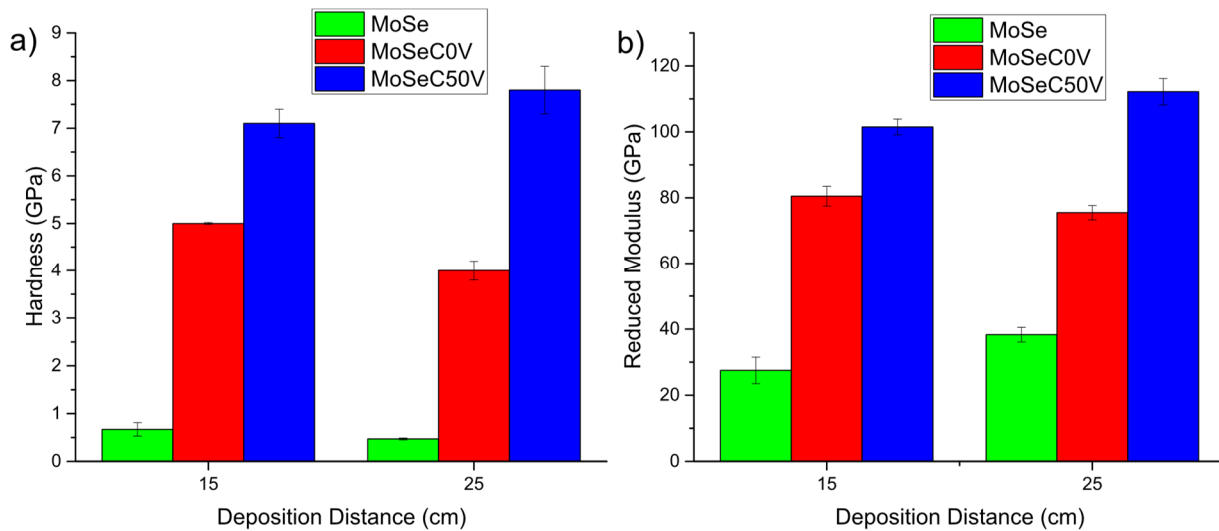 a)
MoSe
MoSeC0V
MoSeC50V
Hardness (GPa)
9
8
7
6
5
4
3
2
1
0
15
25
Deposition Distance (cm)
b)
MoSe
MoSeC0V
MoSeC50V
Reduced Modulus (GPa)
120
100
80
60
40
20
0
15
25
Deposition Distance (cm)